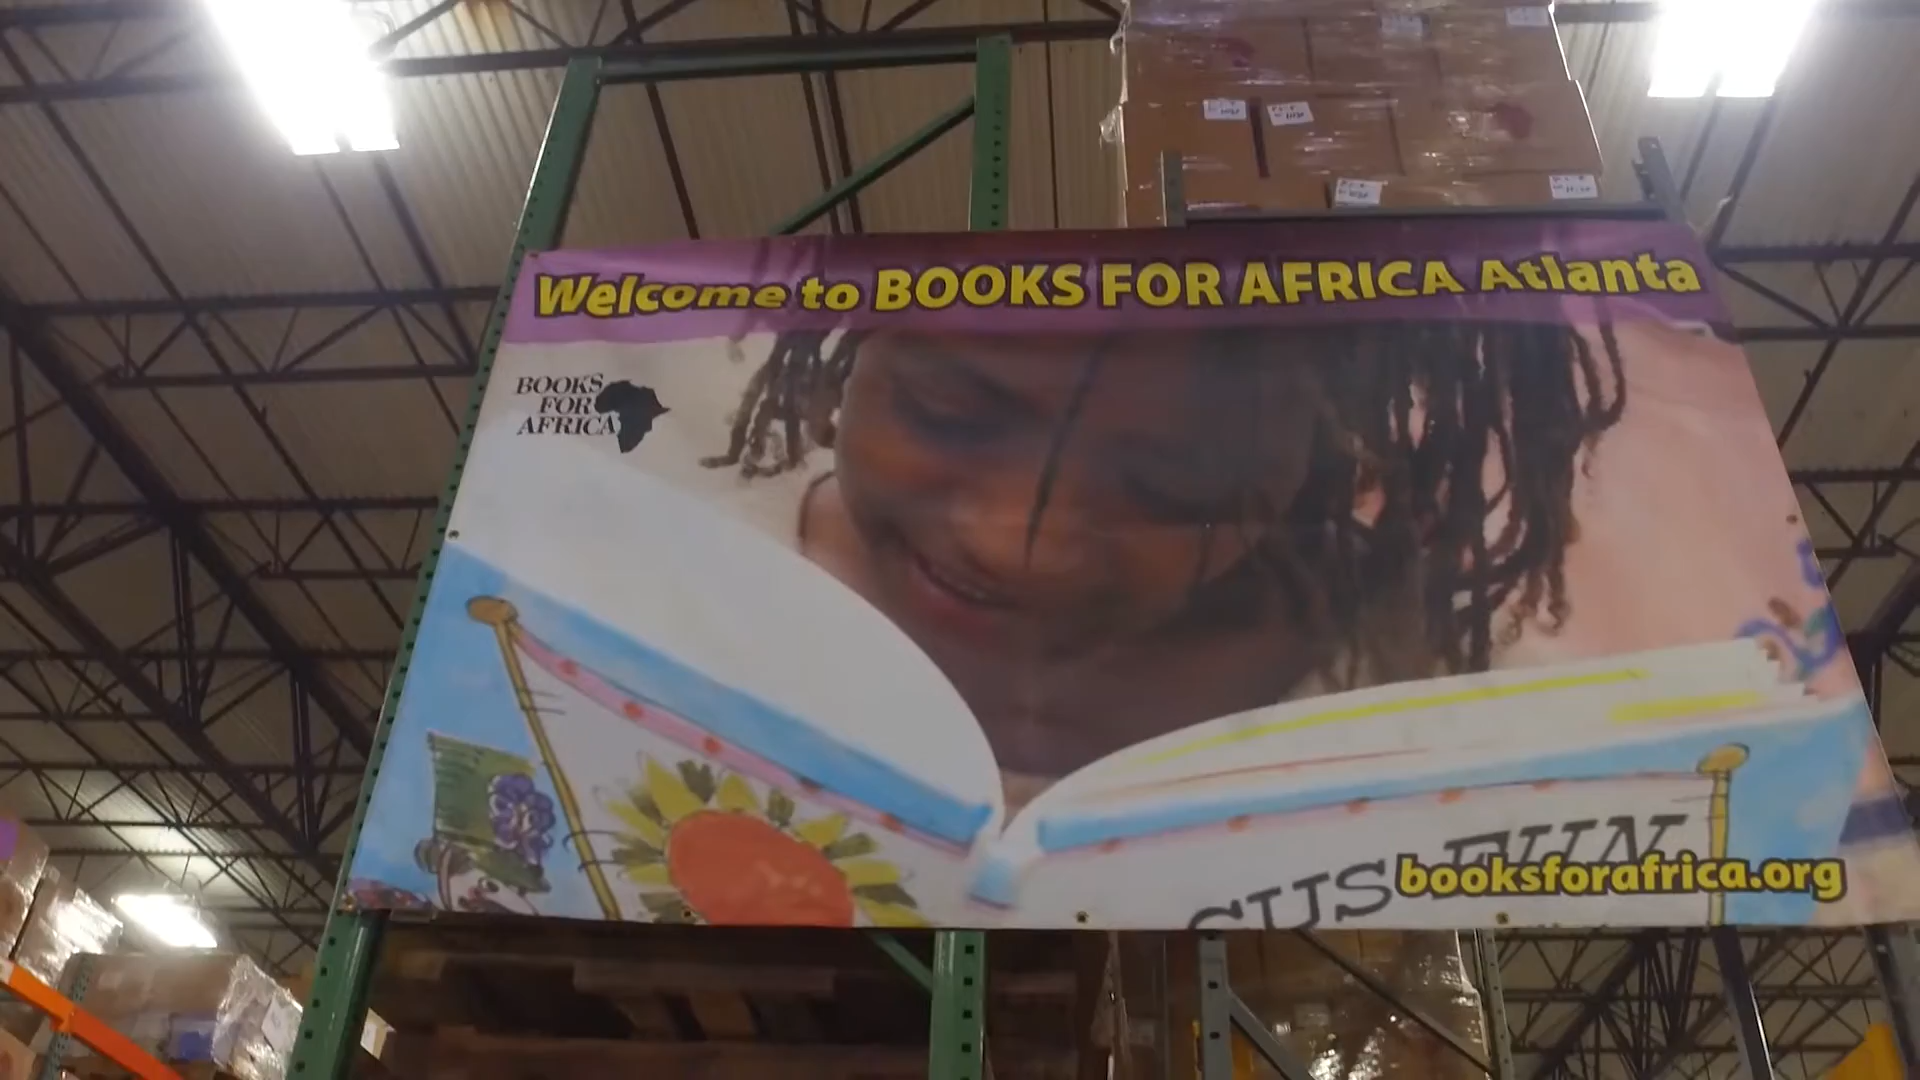 Welcome to BOOKS FOR AFRICA Atlanta
BOOKS
FOR
AFRICA
booksforafrica.org